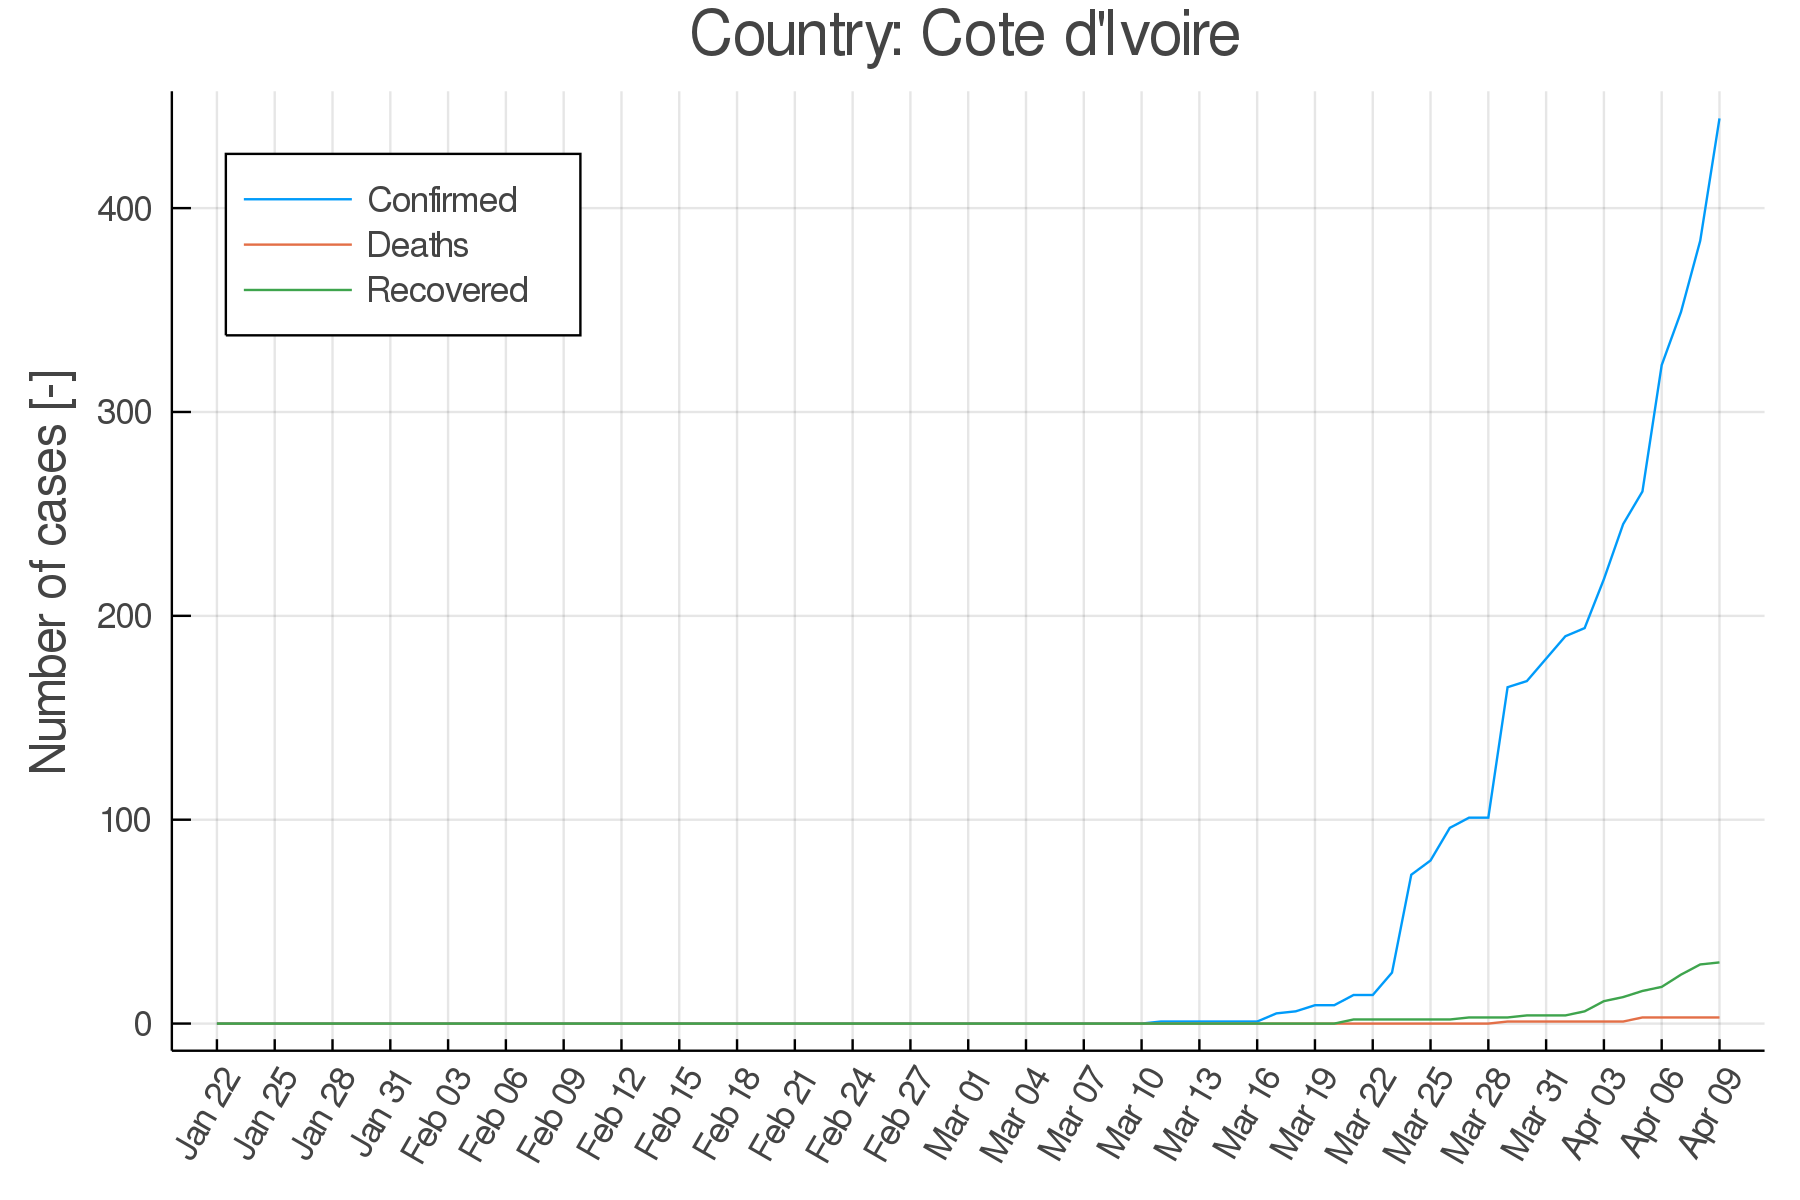 Country: Cote d'Ivoire
Number of cases [-]
400
300
200
100
0
Confirmed
Deaths
Recovered
Jan 22
Jan 25
Jan 28
Jan 31
Feb 03
Feb 06
Feb 09
Feb 12
Feb 15
Feb 18
Feb 21
Feb 24
Feb 27
Mar 01
Mar 04
Mar 07
Mar 10
Mar 13
Mar 16
Mar 19
Mar 22
Mar 25
Mar 28
Mar 31
Apr 03
Apr 06
Apr 09